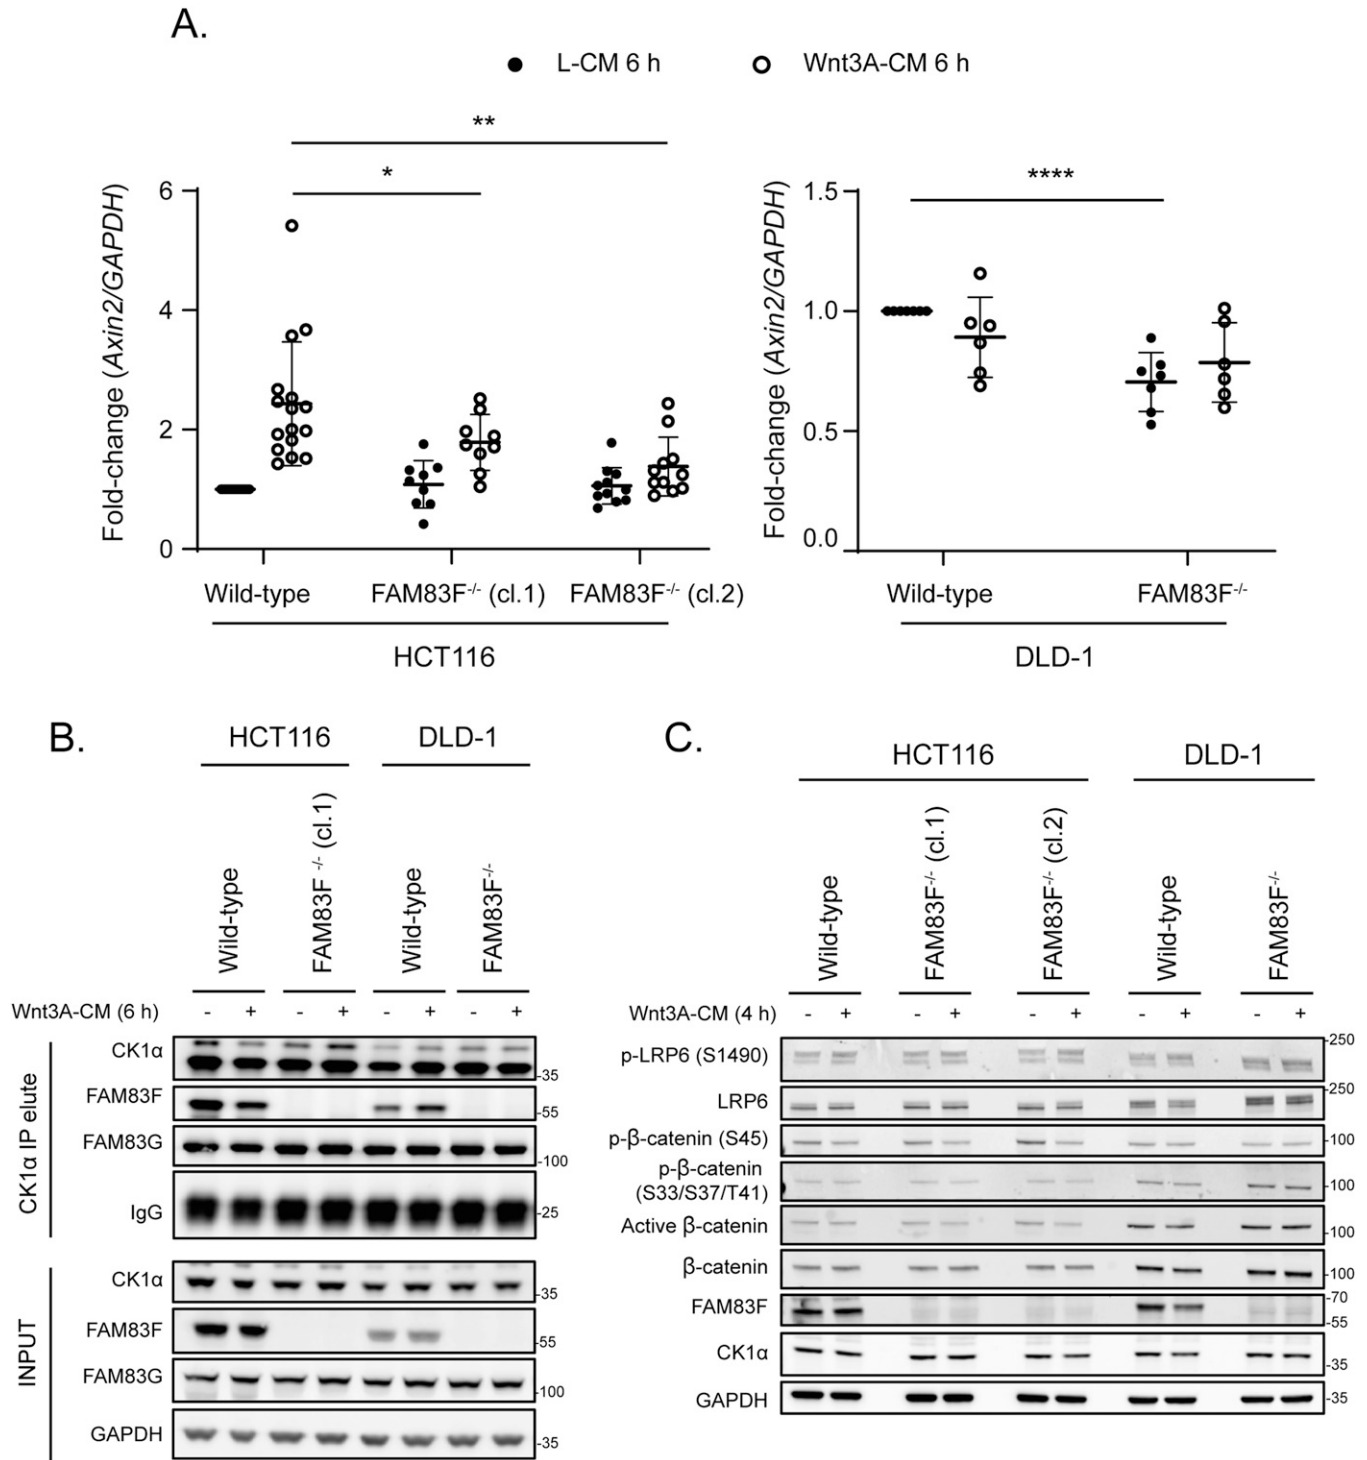 A.
L-CM 6 h Wnt3A-CM 6 h
**
*
Fold-change (Axin2/GAPDH)
6
4
2
0
Wild-type FAM83F-/- (cl.1) FAM83F-/- (cl.2)
HCT116
****
Fold-change (Axin2/GAPDH)
1.5
1.0
0.5
0.0
Wild-type FAM83F-/-
DLD-1
B.
HCT116 DLD-1
Wild-type
FAM83F -/- (cl.1)
Wild-type
FAM83F-/-
Wnt3A-CM (6 h) - + - + - + - +
CK1α IP elute
CK1α -35
FAM83F -55
FAM83G -100
IgG -25
INPUT
CK1α -35
FAM83F -55
FAM83G -100
GAPDH -35
C.
HCT116 DLD-1
Wild-type
FAM83F-/- (cl.1)
FAM83F-/- (cl.2)
Wild-type
FAM83F-/-
Wnt3A-CM (4 h) - + - + - + - + - +
p-LRP6 (S1490) -250
LRP6 -250
p-β-catenin (S45) -100
p-β-catenin
(S33/S37/T41) -100
Active β-catenin -100
β-catenin -100
FAM83F -70
-55
CK1α -35
GAPDH -35